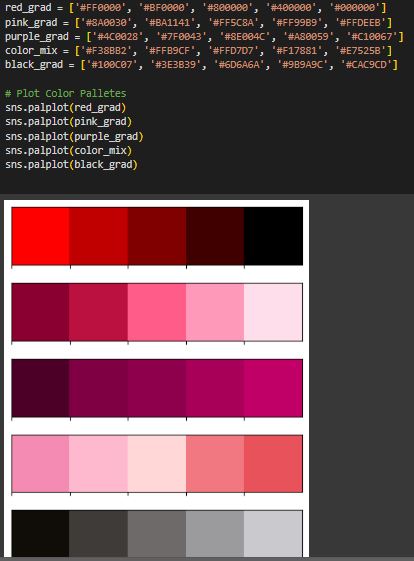 red_grad = ['#FF0000', '#BF0000', '#800000', '#400000', '#000000']
pink_grad = ['#8A0030', '#BA1141', '#FF5C8A', '#FF99B9', '#FFDEEB']
purple_grad = ['#4C0028', '#7F0043', '#8E004C', '#A80059', '#C10067']
color_mix = ['#F38BB2', '#FFB9CF', '#FFD7D7', '#F17881', '#E7525B']
black_grad = ['#100C07', '#3E3B39', '#6D6A6A', '#9B9A9C', '#CAC9CD']
# Plot Color Palletes
sns.palplot(red_grad)
sns.palplot(pink_grad)
sns.palplot(purple_grad)
sns.palplot(color_mix)
sns.palplot(black_grad)